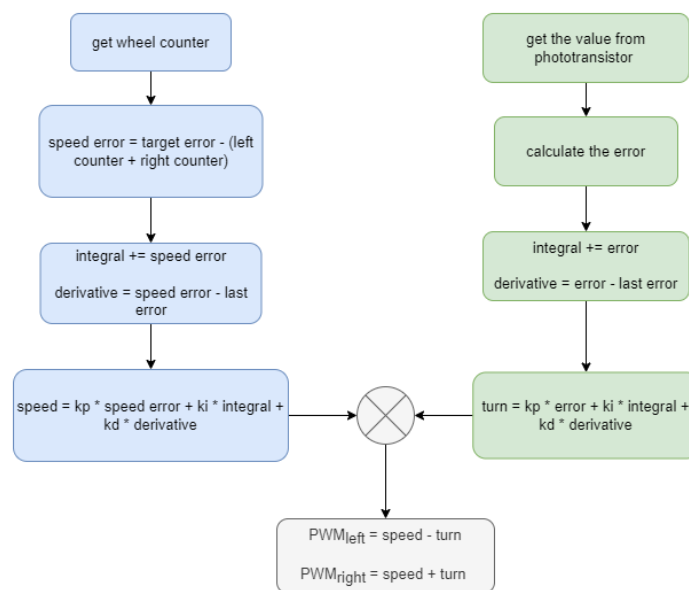 get wheel counter
speed error = target error - (left
counter + right counter)
integral += speed error
derivative = speed error - last
error
speed = kp * speed error + ki * integral +
kd * derivative
get the value from
phototransistor
calculate the error
integral += error
derivative = error - last error
turn = kp * error + ki * integral +
kd * derivative
PWMleft = speed - turn
PWMright = speed + turn